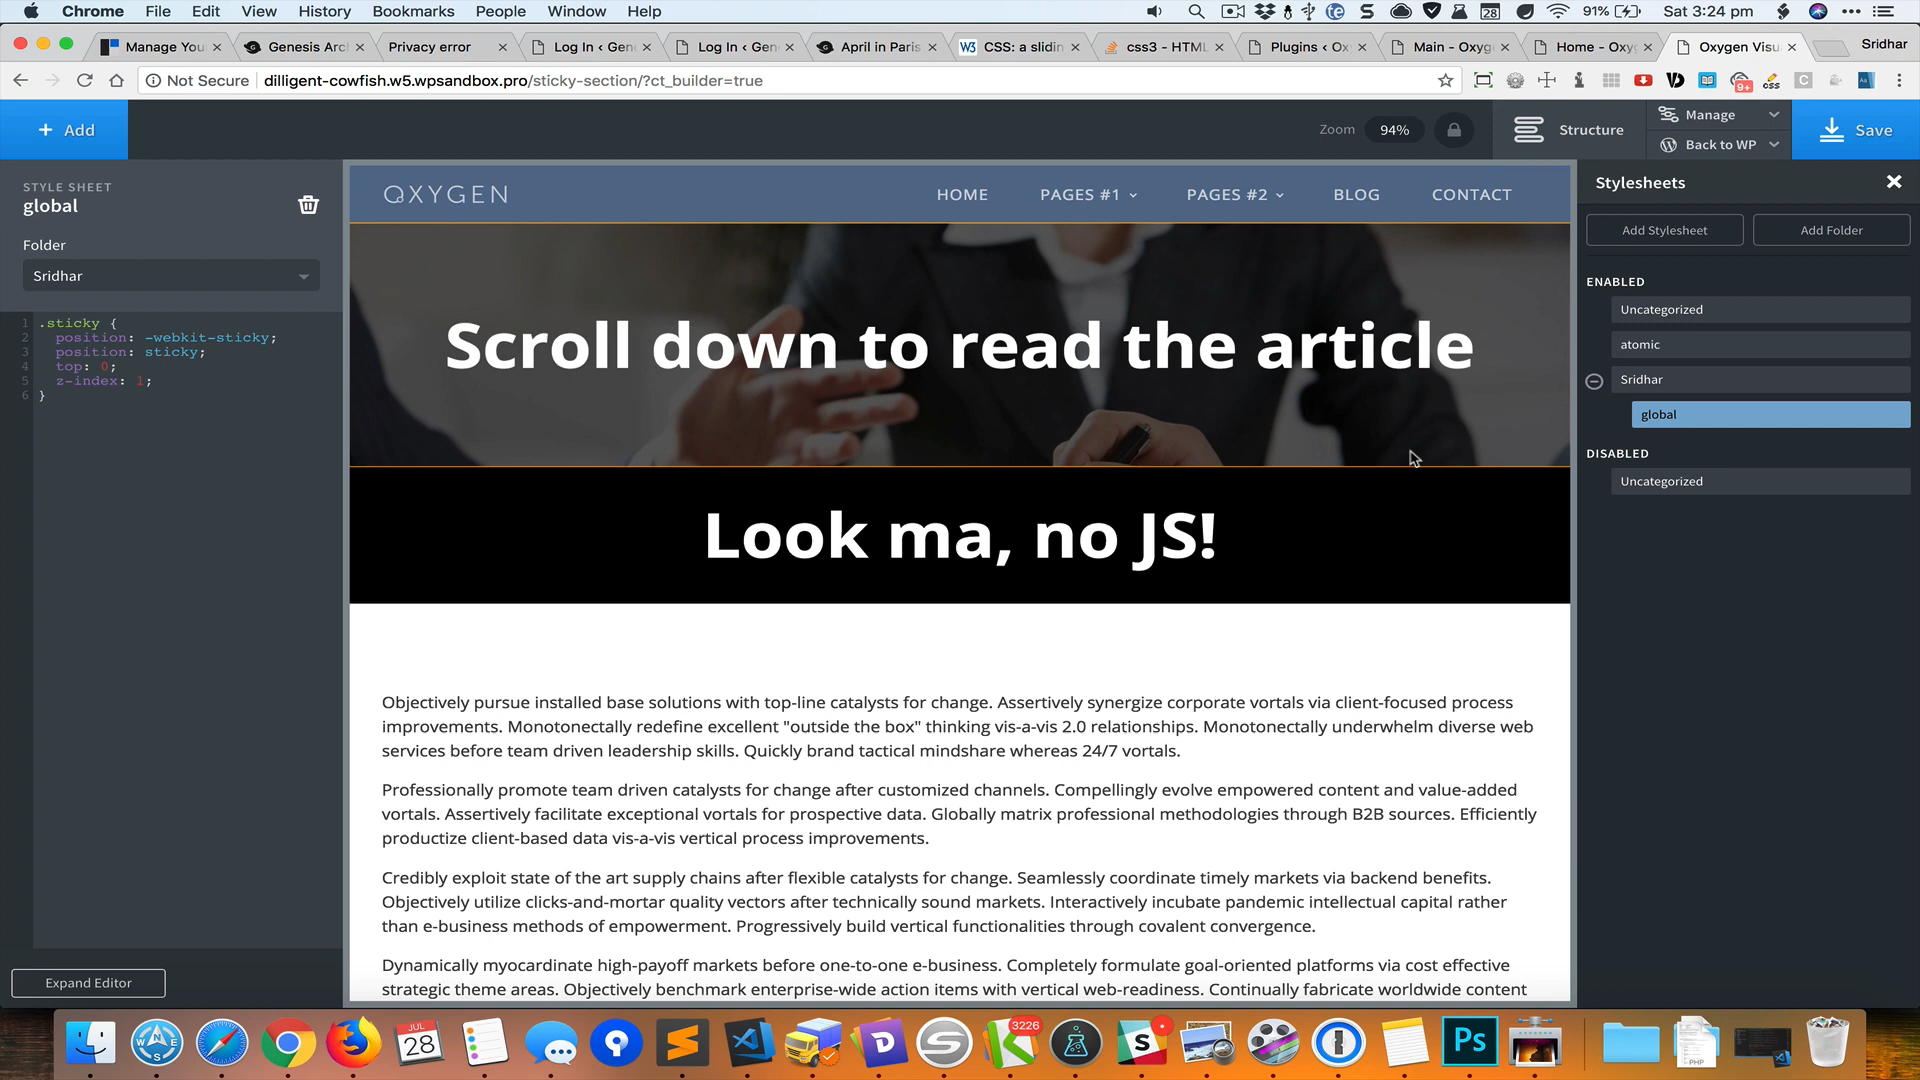 Chrome File Edit View History Bookmarks People Window Help
91% Sat 3:24 pm
Manage You
Genesis Arc
Privacy error
Log In ‹ Gen
Log In ‹ Gen
April in Paris
W3 CSS: a slidin
css3 - HTML
Plugins ‹ Ox
Main - Oxyg
Home - Oxyg
Oxygen Visu
Sridhar
Not Secure dilligent-cowfish.w5.wpsandbox.pro/sticky-section/?ct_builder=true
+ Add
Zoom 94%
Structure
Manage
Back to WP
Save
STYLE SHEET
global
Folder
Sridhar
1 .sticky {
2 position: -webkit-sticky;
3 position: sticky;
4 top: 0;
5 z-index: 1;
6 }
Expand Editor
OXYGEN
HOME PAGES #1 PAGES #2 BLOG CONTACT
Scroll down to read the article
Look ma, no JS!
Objectively pursue installed base solutions with top-line catalysts for change. Assertively synergize corporate vortals via client-focused process
improvements. Monotonectally redefine excellent "outside the box" thinking vis-a-vis 2.0 relationships. Monotonectally underwhelm diverse web
services before team driven leadership skills. Quickly brand tactical mindshare whereas 24/7 vortals.
Professionally promote team driven catalysts for change after customized channels. Compellingly evolve empowered content and value-added
vortals. Assertively facilitate exceptional vortals for prospective data. Globally matrix professional methodologies through B2B sources. Efficiently
productize client-based data vis-a-vis vertical process improvements.
Credibly exploit state of the art supply chains after flexible catalysts for change. Seamlessly coordinate timely markets via backend benefits.
Objectively utilize clicks-and-mortar quality vectors after technically sound markets. Interactively incubate pandemic intellectual capital rather
than e-business methods of empowerment. Progressively build vertical functionalities through covalent convergence.
Dynamically myocardinate high-payoff markets before one-to-one e-business. Completely formulate goal-oriented platforms via cost effective
strategic theme areas. Objectively benchmark enterprise-wide action items with vertical web-readiness. Continually fabricate worldwide content
Stylesheets
Add Stylesheet
Add Folder
ENABLED
Uncategorized
atomic
Sridhar
global
DISABLED
Uncategorized
JUL
28
3226
Ps
PHP